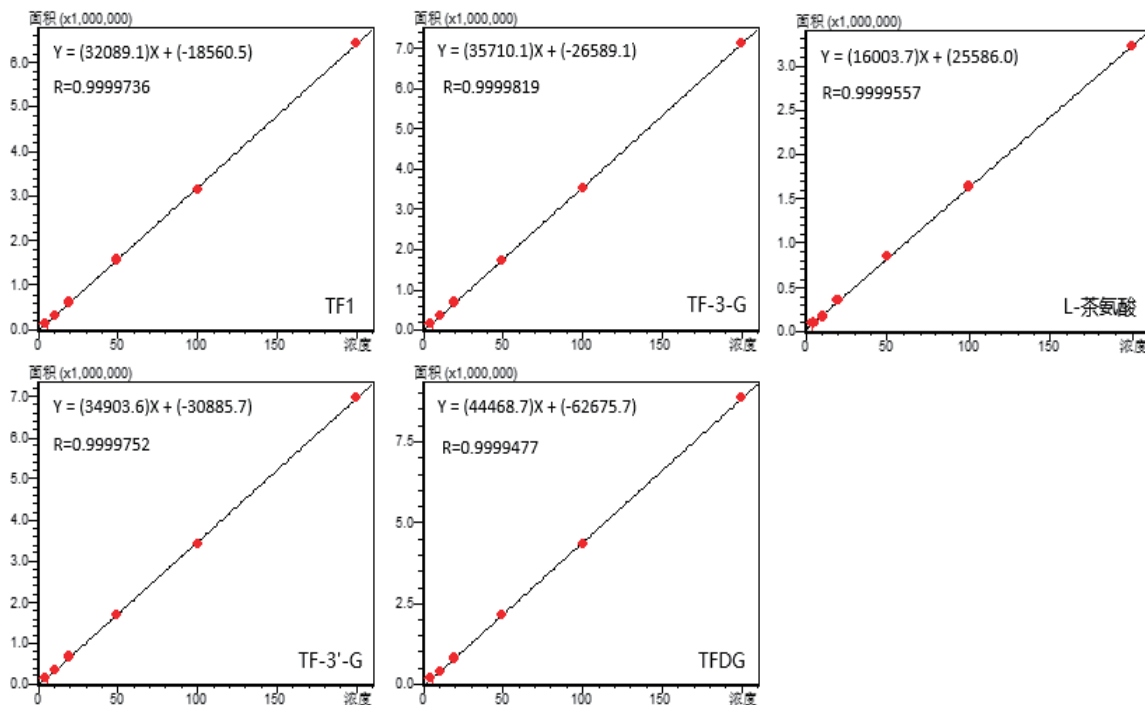 面积 (x1,000,000)
Y = (32089.1)X + (-18560.5)
R=0.9999736
6.0
5.0
4.0
3.0
2.0
1.0
0.0
TF1
0
50
100
150
浓度
面积 (x1,000,000)
Y = (35710.1)X + (-26589.1)
R=0.9999819
7.0
6.0
5.0
4.0
3.0
2.0
1.0
0.0
TF-3-G
0
50
100
150
浓度
面积 (x1,000,000)
Y = (16003.7)X + (25586.0)
R=0.9999557
3.0
2.5
2.0
1.5
1.0
0.5
0.0
L-茶氨酸
0
50
100
150
浓度
面积 (x1,000,000)
Y = (34903.6)X + (-30885.7)
R=0.9999752
7.0
6.0
5.0
4.0
3.0
2.0
1.0
0.0
TF-3'-G
0
50
100
150
浓度
面积 (x1,000,000)
Y = (44468.7)X + (-62675.7)
R=0.9999477
7.5
5.0
2.5
0.0
TFDG
0
50
100
150
浓度